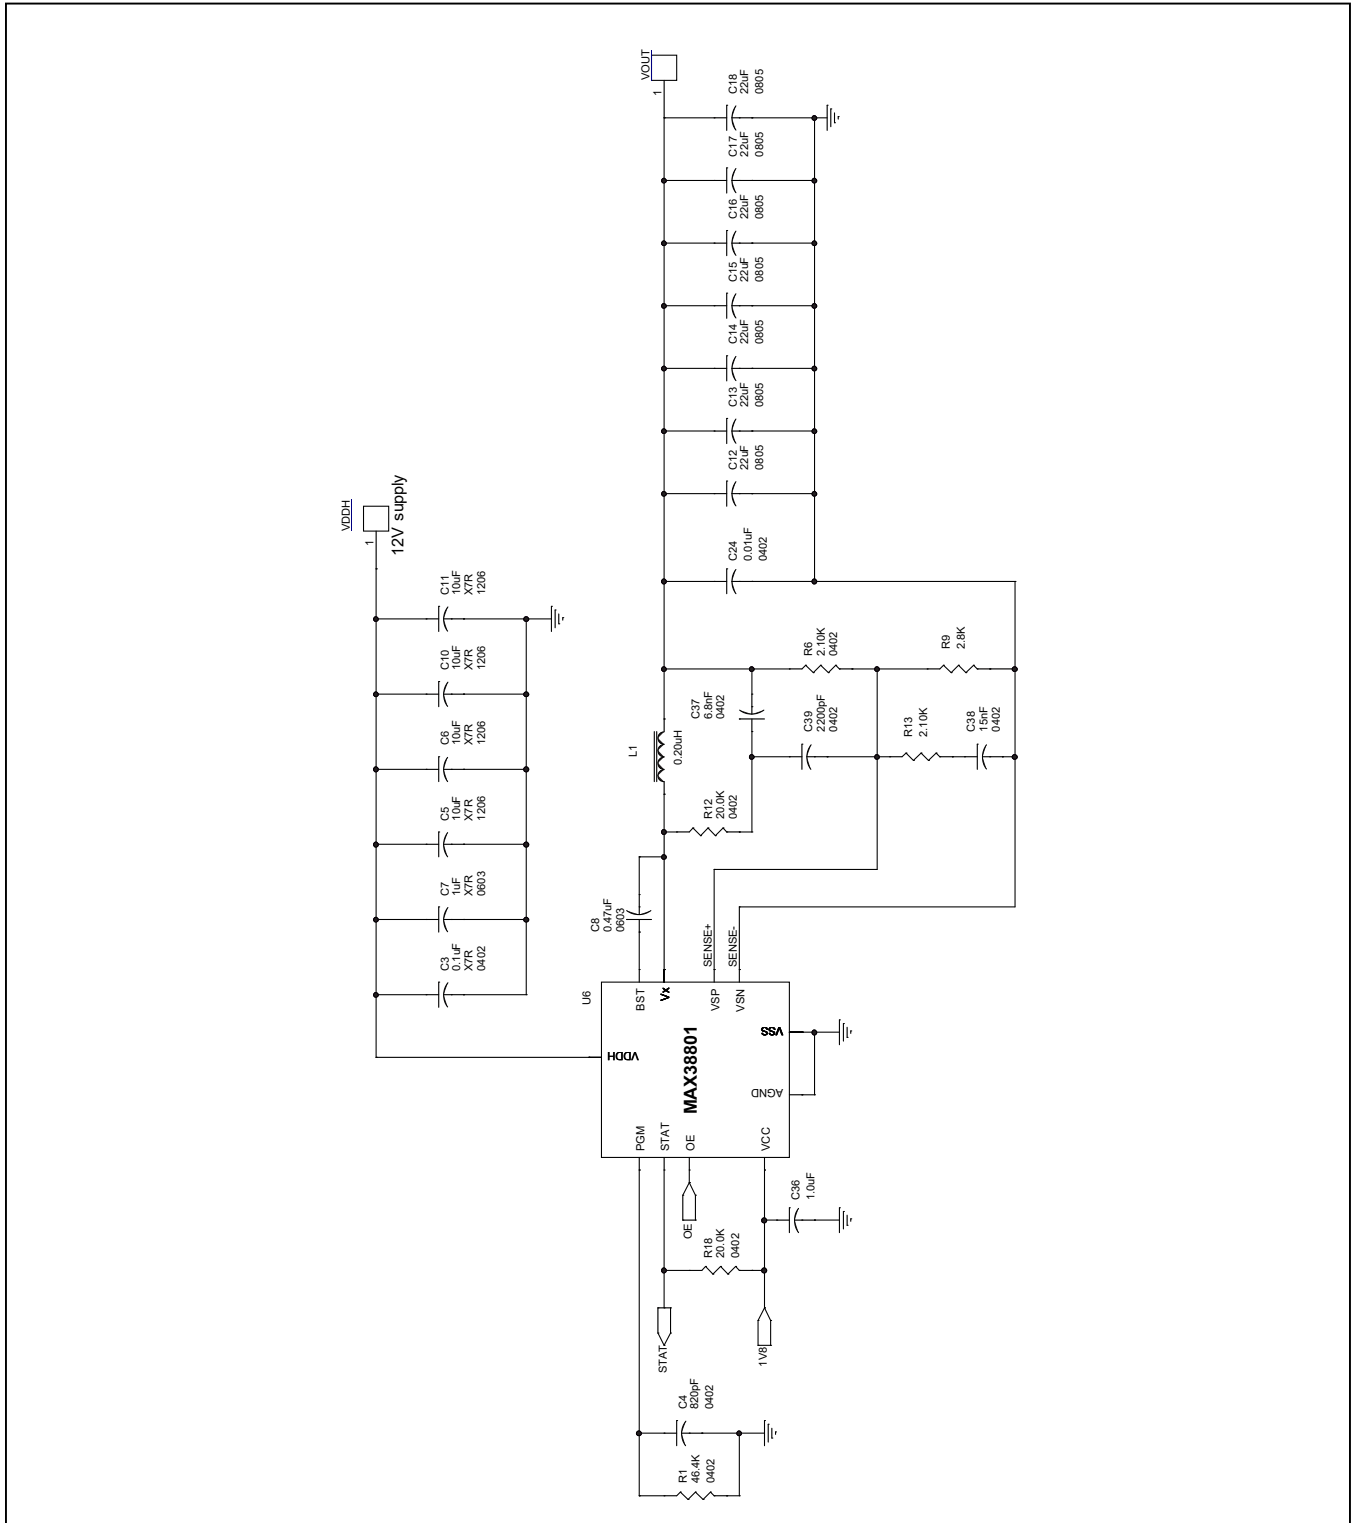 VOUT
1
C18
22uF
0805
C17
22uF
0805
C16
22uF
0805
C15
22uF
0805
C14
22uF
0805
C13
22uF
0805
C12
22uF
0805
C24
0.01uF
0402
VDDH
1
12V supply
C11
10uF
X7R
1206
C10
10uF
X7R
1206
C6
10uF
X7R
1206
C5
10uF
X7R
1206
C7
1uF
X7R
0603
C3
0.1uF
X7R
0402
R6
2.10K
0402
R9
2.8K
C37
6.8nF
0402
C39
2200pF
0402
R13
2.10K
C38
15nF
0402
L1
0.20uH
R12
20.0K
0402
C8
0.47uF
0603
SENSE+
SENSE-
U6
BST
Vx
VSP
VSN
VDDH
MAX38801
VSS
AGND
PGM
STAT
OE
VCC
OE
C36
1.0uF
R18
20.0K
0402
STAT
1V8
C4
820pF
0402
R1
46.4K
0402